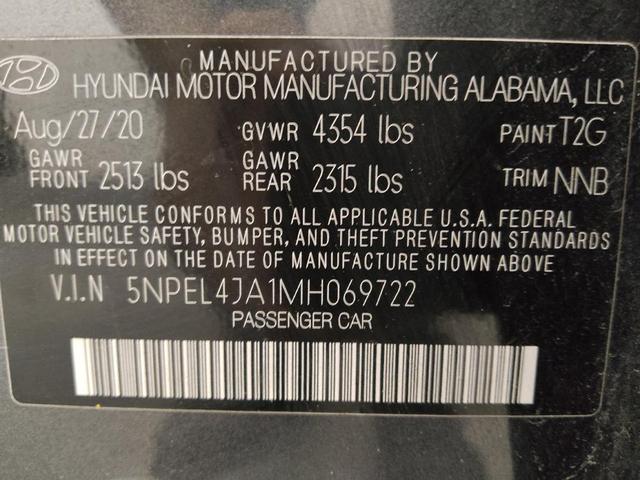 MANUFACTURED BY
HYUNDAI MOTOR MANUFACTURING ALABAMA, LLC
Aug/27/20 GVWR 4354 lbs PAINT T2G
GAWR FRONT 2513 lbs GAWR REAR 2315 lbs TRIM NNB
THIS VEHICLE CONFORMS TO ALL APPLICABLE U.S.A. FEDERAL
MOTOR VEHICLE SAFETY, BUMPER, AND THEFT PREVENTION STANDARDS
IN EFFECT ON THE DATE OF MANUFACTURE SHOWN ABOVE.
V.I.N 5NPEL4JA1MH069722
PASSENGER CAR